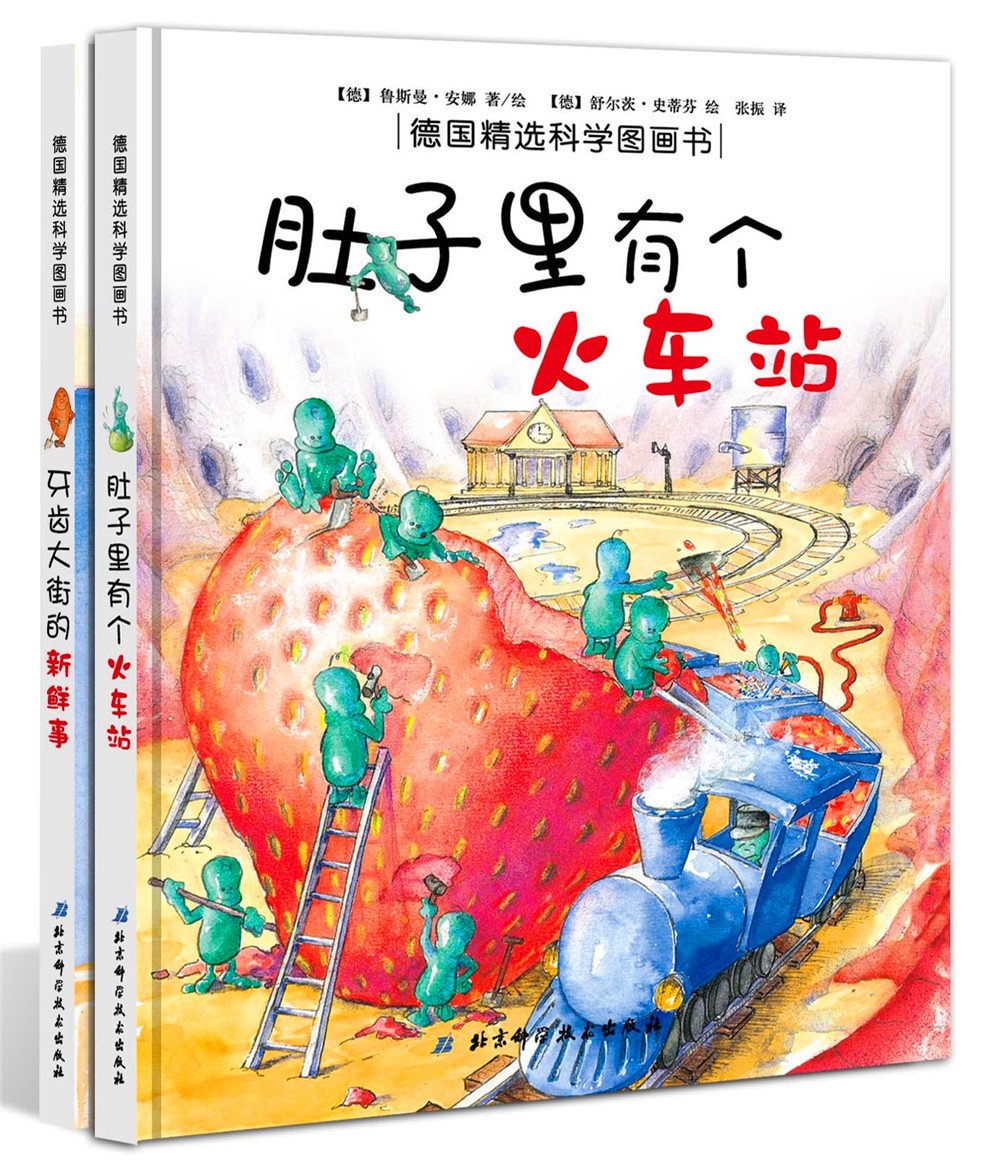 【德】鲁斯曼·安娜 著/绘 【德】舒尔茨·史蒂芬 绘 张振 译
德国精选科学图画书
肚子里有个
火车站
北京科学技术出版社
德国精选科学图画书
牙齿大街的新鲜事
北京科学技术出版社
德国精选科学图画书
肚子里有个火车站
北京科学技术出版社